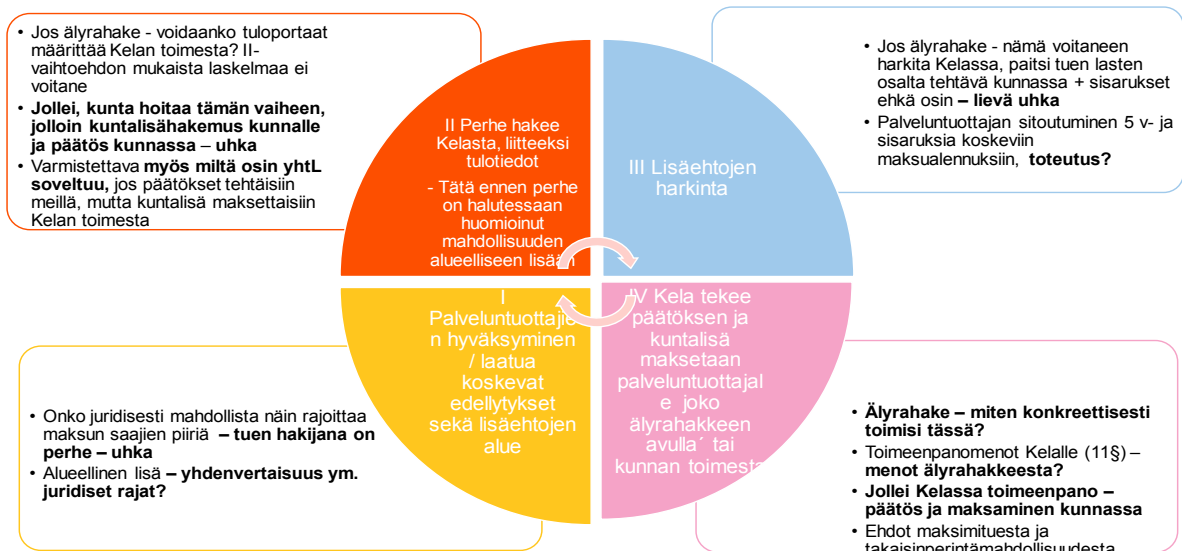 • Jos älyrahake - voidaanko tuloportaat
määrittää Kelan toimesta? II-
vaihtoehdon mukaista laskelmaa ei
voitane
• Jollei, kunta hoitaa tämän vaiheen,
jolloin kuntalisähakemus kunnalle
ja päätös kunnassa – uhka
• Varmistettava myös miltä osin yhtL
soveltuu, jos päätökset tehtäisiin
meillä, mutta kuntalisä maksettaisiin
Kelan toimesta
II Perhe hakee
Kelasta, liitteeksi
tulotiedot
- Tätä ennen perhe
on halutessaan
huomioinut
mahdollisuuden
alueelliseen lisään
III Lisäehtojen
harkinta
• Jos älyrahake - nämä voitaneen
harkita Kelassa, paitsi tuen lasten
osalta tehtävä kunnassa + sisarukset
ehkä osin – lievä uhka
• Palveluntuottajan sitoutuminen 5 v- ja
sisaruksia koskeviin
maksualennuksiin, toteutus?
I
Palveluntuottajie
n hyväksyminen
/ laatua
koskevat
edellytykset
sekä lisäehtojen
alue
IV Kela tekee
päätöksen ja
kuntalisä
maksetaan
palveluntuottajal
le joko
älyrahakkeen
avulla´ tai
kunnan toimesta
• Onko juridisesti mahdollista näin rajoittaa
maksun saajien piiriä – tuen hakijana on
perhe – uhka
• Alueellinen lisä – yhdenvertaisuus ym.
juridiset rajat?
• Älyrahake – miten konkreettisesti
toimisi tässä?
• Toimeenpanomenot Kelalle (11§) –
menot älyrahakkeesta?
• Jollei Kelassa toimeenpano –
päätös ja maksaminen kunnassa
• Ehdot maksimituesta ja
takaisinperintämahdollisuudesta